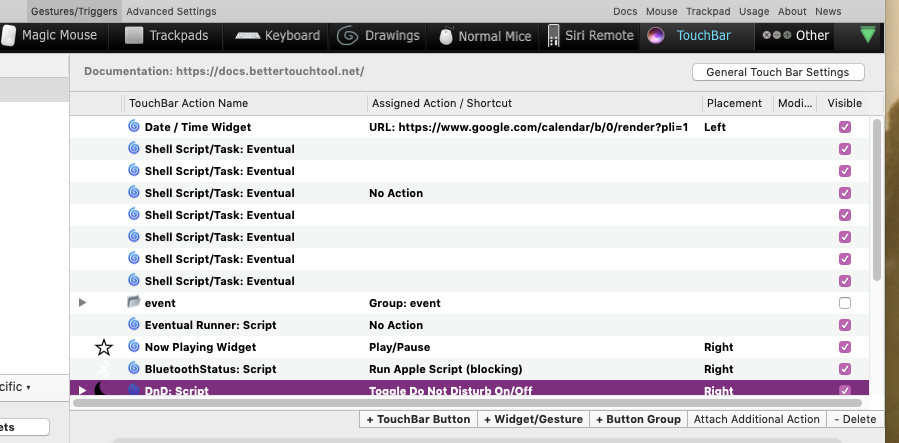 Gestures/Triggers Advanced Settings Docs Mouse Trackpad Usage About News
Magic Mouse Trackpads Keyboard Drawings Normal Mice Siri Remote TouchBar Other
Documentation: https://docs.bettertouchtool.net/ General Touch Bar Settings
TouchBar Action Name Assigned Action / Shortcut Placement Modi... Visible
Date / Time Widget URL: https://www.google.com/calendar/b/0/render?pli=1 Left
Shell Script/Task: Eventual
Shell Script/Task: Eventual
Shell Script/Task: Eventual No Action
Shell Script/Task: Eventual
Shell Script/Task: Eventual
Shell Script/Task: Eventual
Shell Script/Task: Eventual
event Group: event
Eventual Runner: Script No Action
Now Playing Widget Play/Pause Right
BluetoothStatus: Script Run Apple Script (blocking) Right
cific DnD: Script Toggle Do Not Disturb On/Off Right
ets + TouchBar Button + Widget/Gesture + Button Group Attach Additional Action - Delete